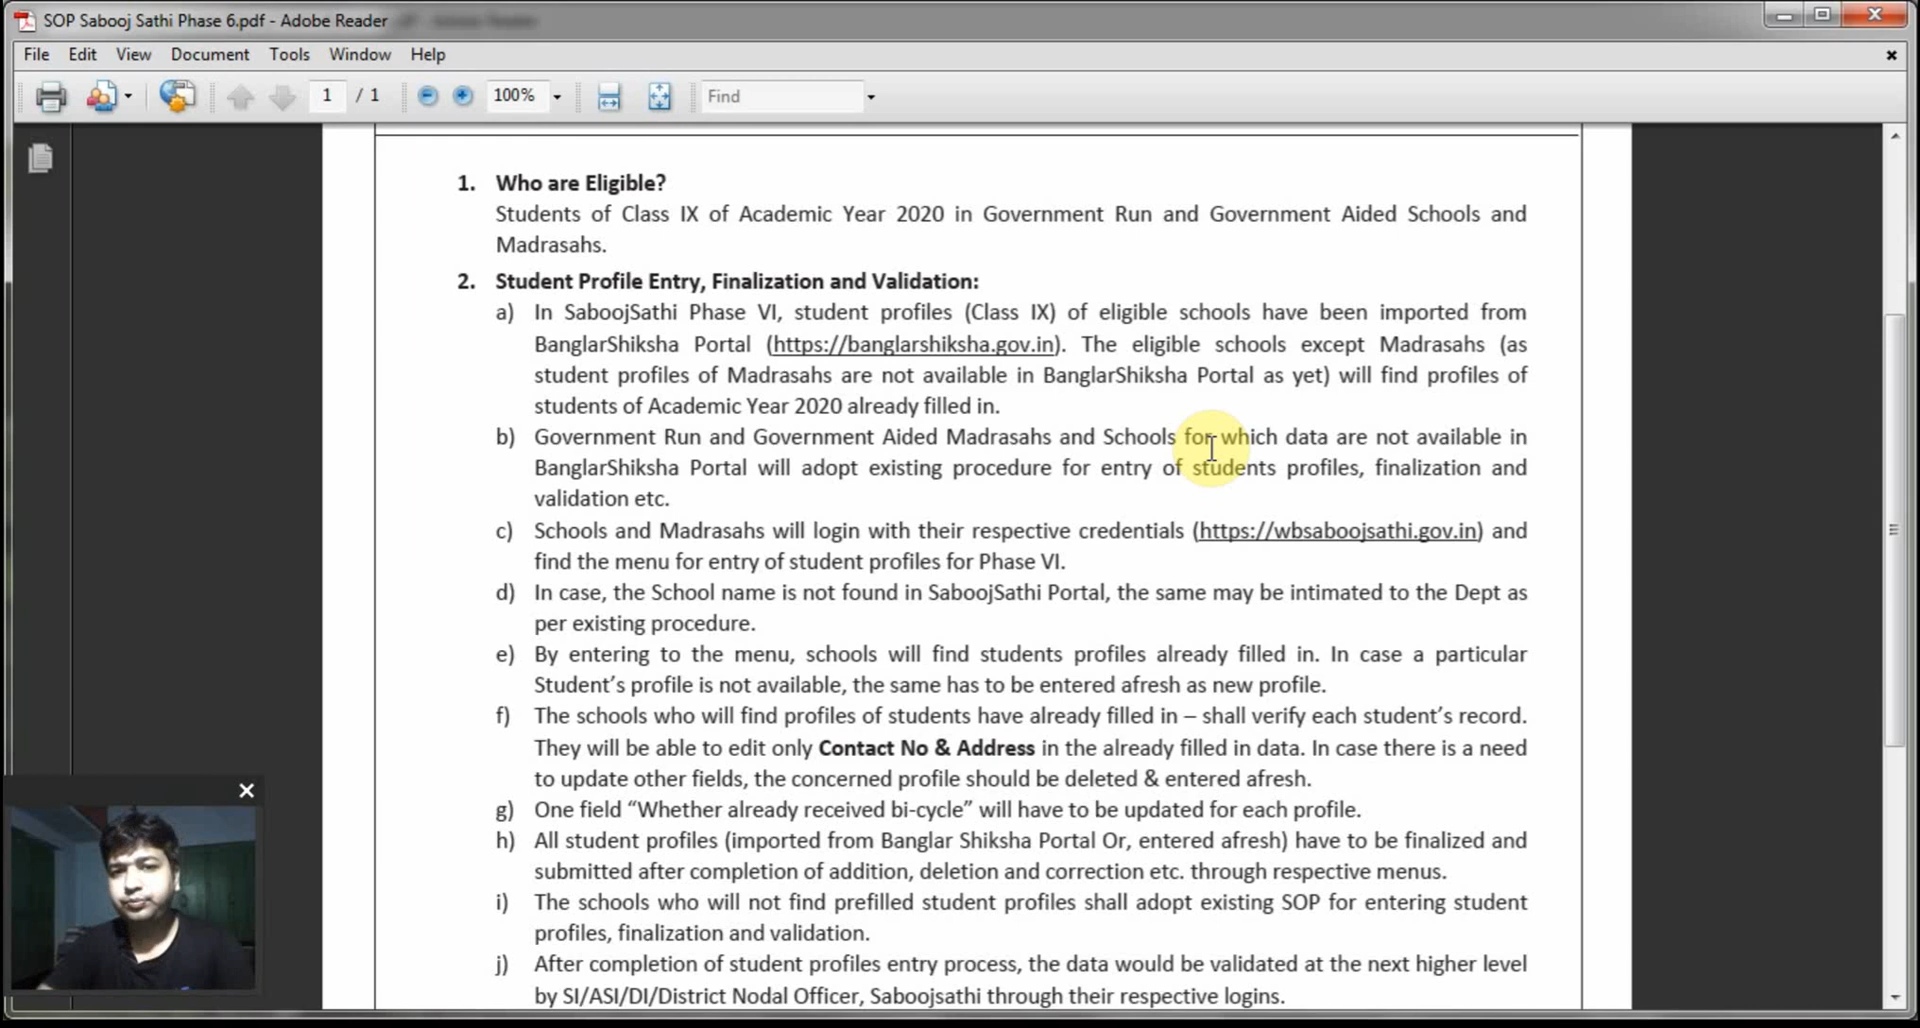 SOP Sabooj Sathi Phase 6.pdf - Adobe Reader
File Edit View Document Tools Window Help
1 / 1 100% Find
1. Who are Eligible?
Students of Class IX of Academic Year 2020 in Government Run and Government Aided Schools and
Madrasahs.
2. Student Profile Entry, Finalization and Validation:
a) In SaboojSathi Phase VI, student profiles (Class IX) of eligible schools have been imported from
BanglarShiksha Portal (https://banglarshiksha.gov.in). The eligible schools except Madrasahs (as
student profiles of Madrasahs are not available in BanglarShiksha Portal as yet) will find profiles of
students of Academic Year 2020 already filled in.
b) Government Run and Government Aided Madrasahs and Schools for which data are not available in
BanglarShiksha Portal will adopt existing procedure for entry of students profiles, finalization and
validation etc.
c) Schools and Madrasahs will login with their respective credentials (https://wbsaboojsathi.gov.in) and
find the menu for entry of student profiles for Phase VI.
d) In case, the School name is not found in SaboojSathi Portal, the same may be intimated to the Dept as
per existing procedure.
e) By entering to the menu, schools will find students profiles already filled in. In case a particular
Student's profile is not available, the same has to be entered afresh as new profile.
f) The schools who will find profiles of students have already filled in – shall verify each student's record.
They will be able to edit only Contact No & Address in the already filled in data. In case there is a need
to update other fields, the concerned profile should be deleted & entered afresh.
g) One field “Whether already received bi-cycle” will have to be updated for each profile.
h) All student profiles (imported from Banglar Shiksha Portal Or, entered afresh) have to be finalized and
submitted after completion of addition, deletion and correction etc. through respective menus.
i) The schools who will not find prefilled student profiles shall adopt existing SOP for entering student
profiles, finalization and validation.
j) After completion of student profiles entry process, the data would be validated at the next higher level
by SI/ASI/DI/District Nodal Officer, Saboojsathi through their respective logins.